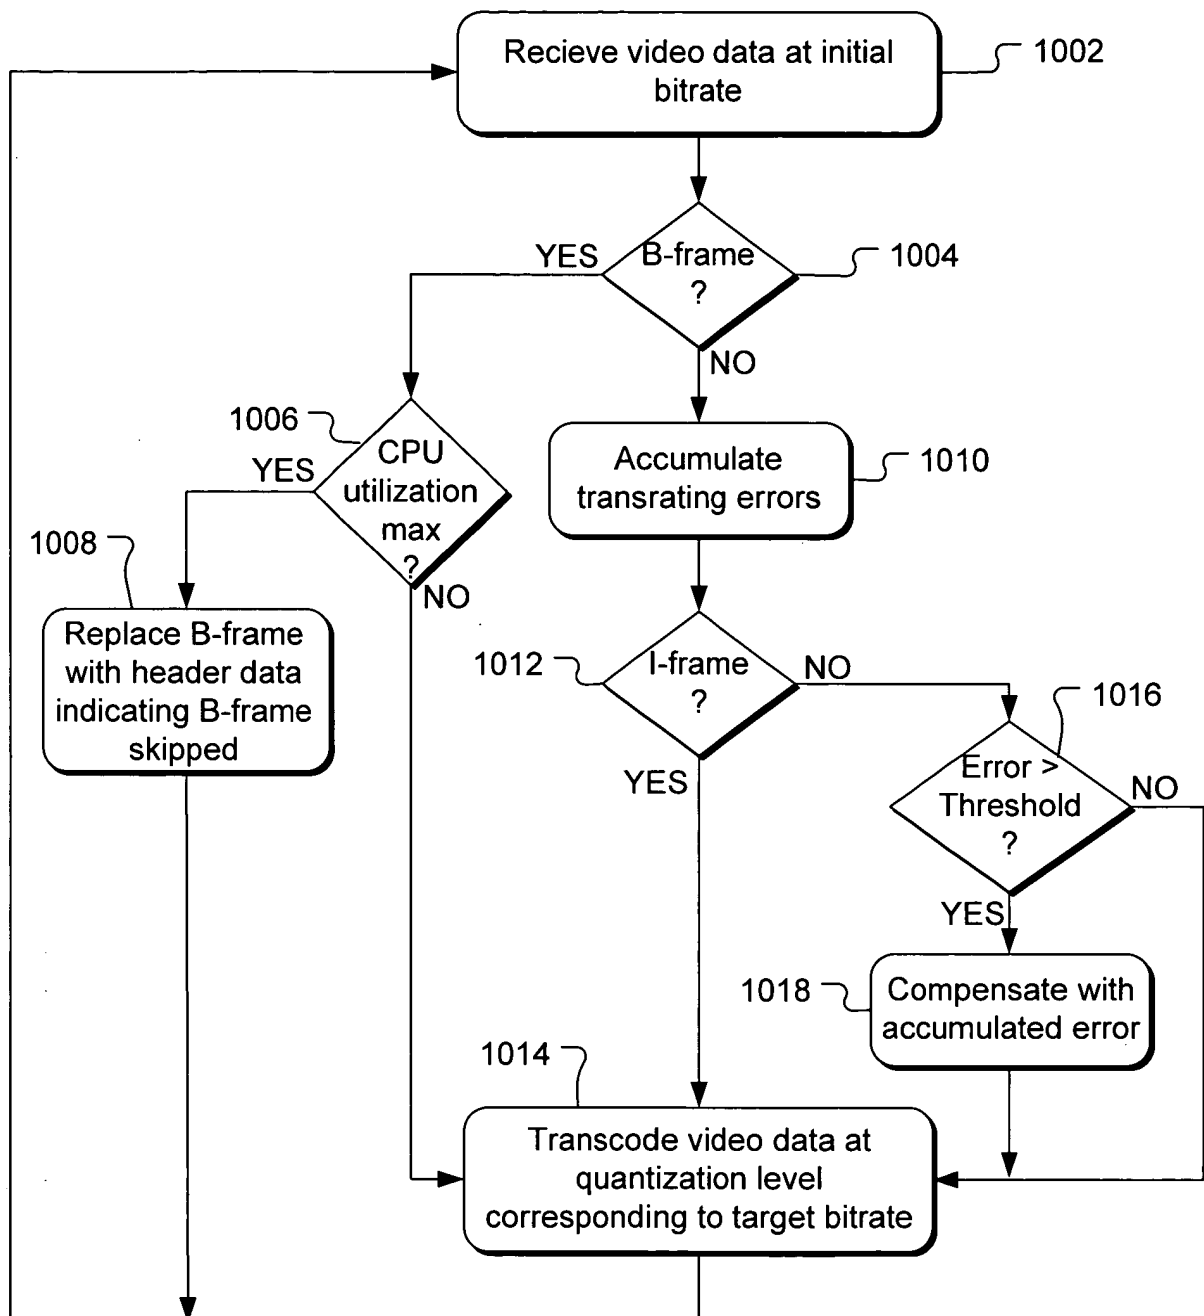 Recieve video data at initial
bitrate
1002
B-frame
?
1004
YES
NO
1006
CPU
utilization
max
?
YES
NO
Accumulate
transrating errors
1010
1008
Replace B-frame
with header data
indicating B-frame
skipped
1012
I-frame
?
NO
YES
1016
Error >
Threshold
?
NO
YES
1018
Compensate with
accumulated error
1014
Transcode video data at
quantization level
corresponding to target bitrate